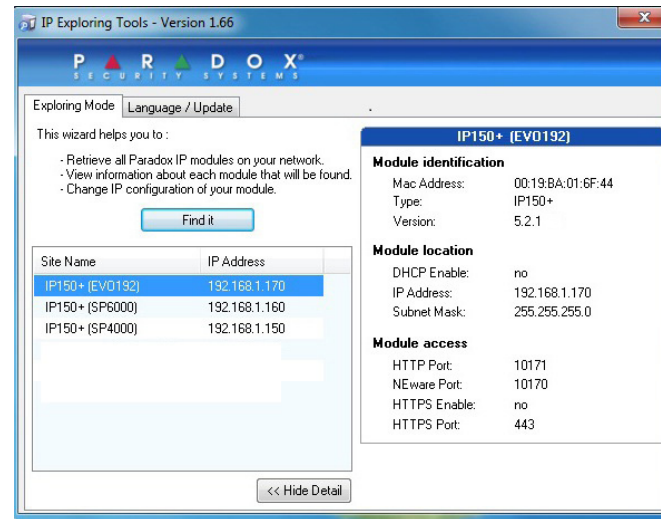 IP Exploring Tools - Version 1.66
PARADOX®
SECURITY SYSTEMS
Exploring Mode
Language / Update
This wizard helps you to :
- Retrieve all Paradox IP modules on your network.
- View information about each module that will be found.
- Change IP configuration of your module.
Find it
Site Name IP Address
IP150+ (EVO192) 192.168.1.170
IP150+ (SP6000) 192.168.1.160
IP150+ (SP4000) 192.168.1.150
<< Hide Detail
IP150+ (EVO192)
Module identification
Mac Address: 00:19:BA:01:6F:44
Type: IP150+
Version: 5.2.1
Module location
DHCP Enable: no
IP Address: 192.168.1.170
Subnet Mask: 255.255.255.0
Module access
HTTP Port: 10171
NEware Port: 10170
HTTPS Enable: no
HTTPS Port: 443